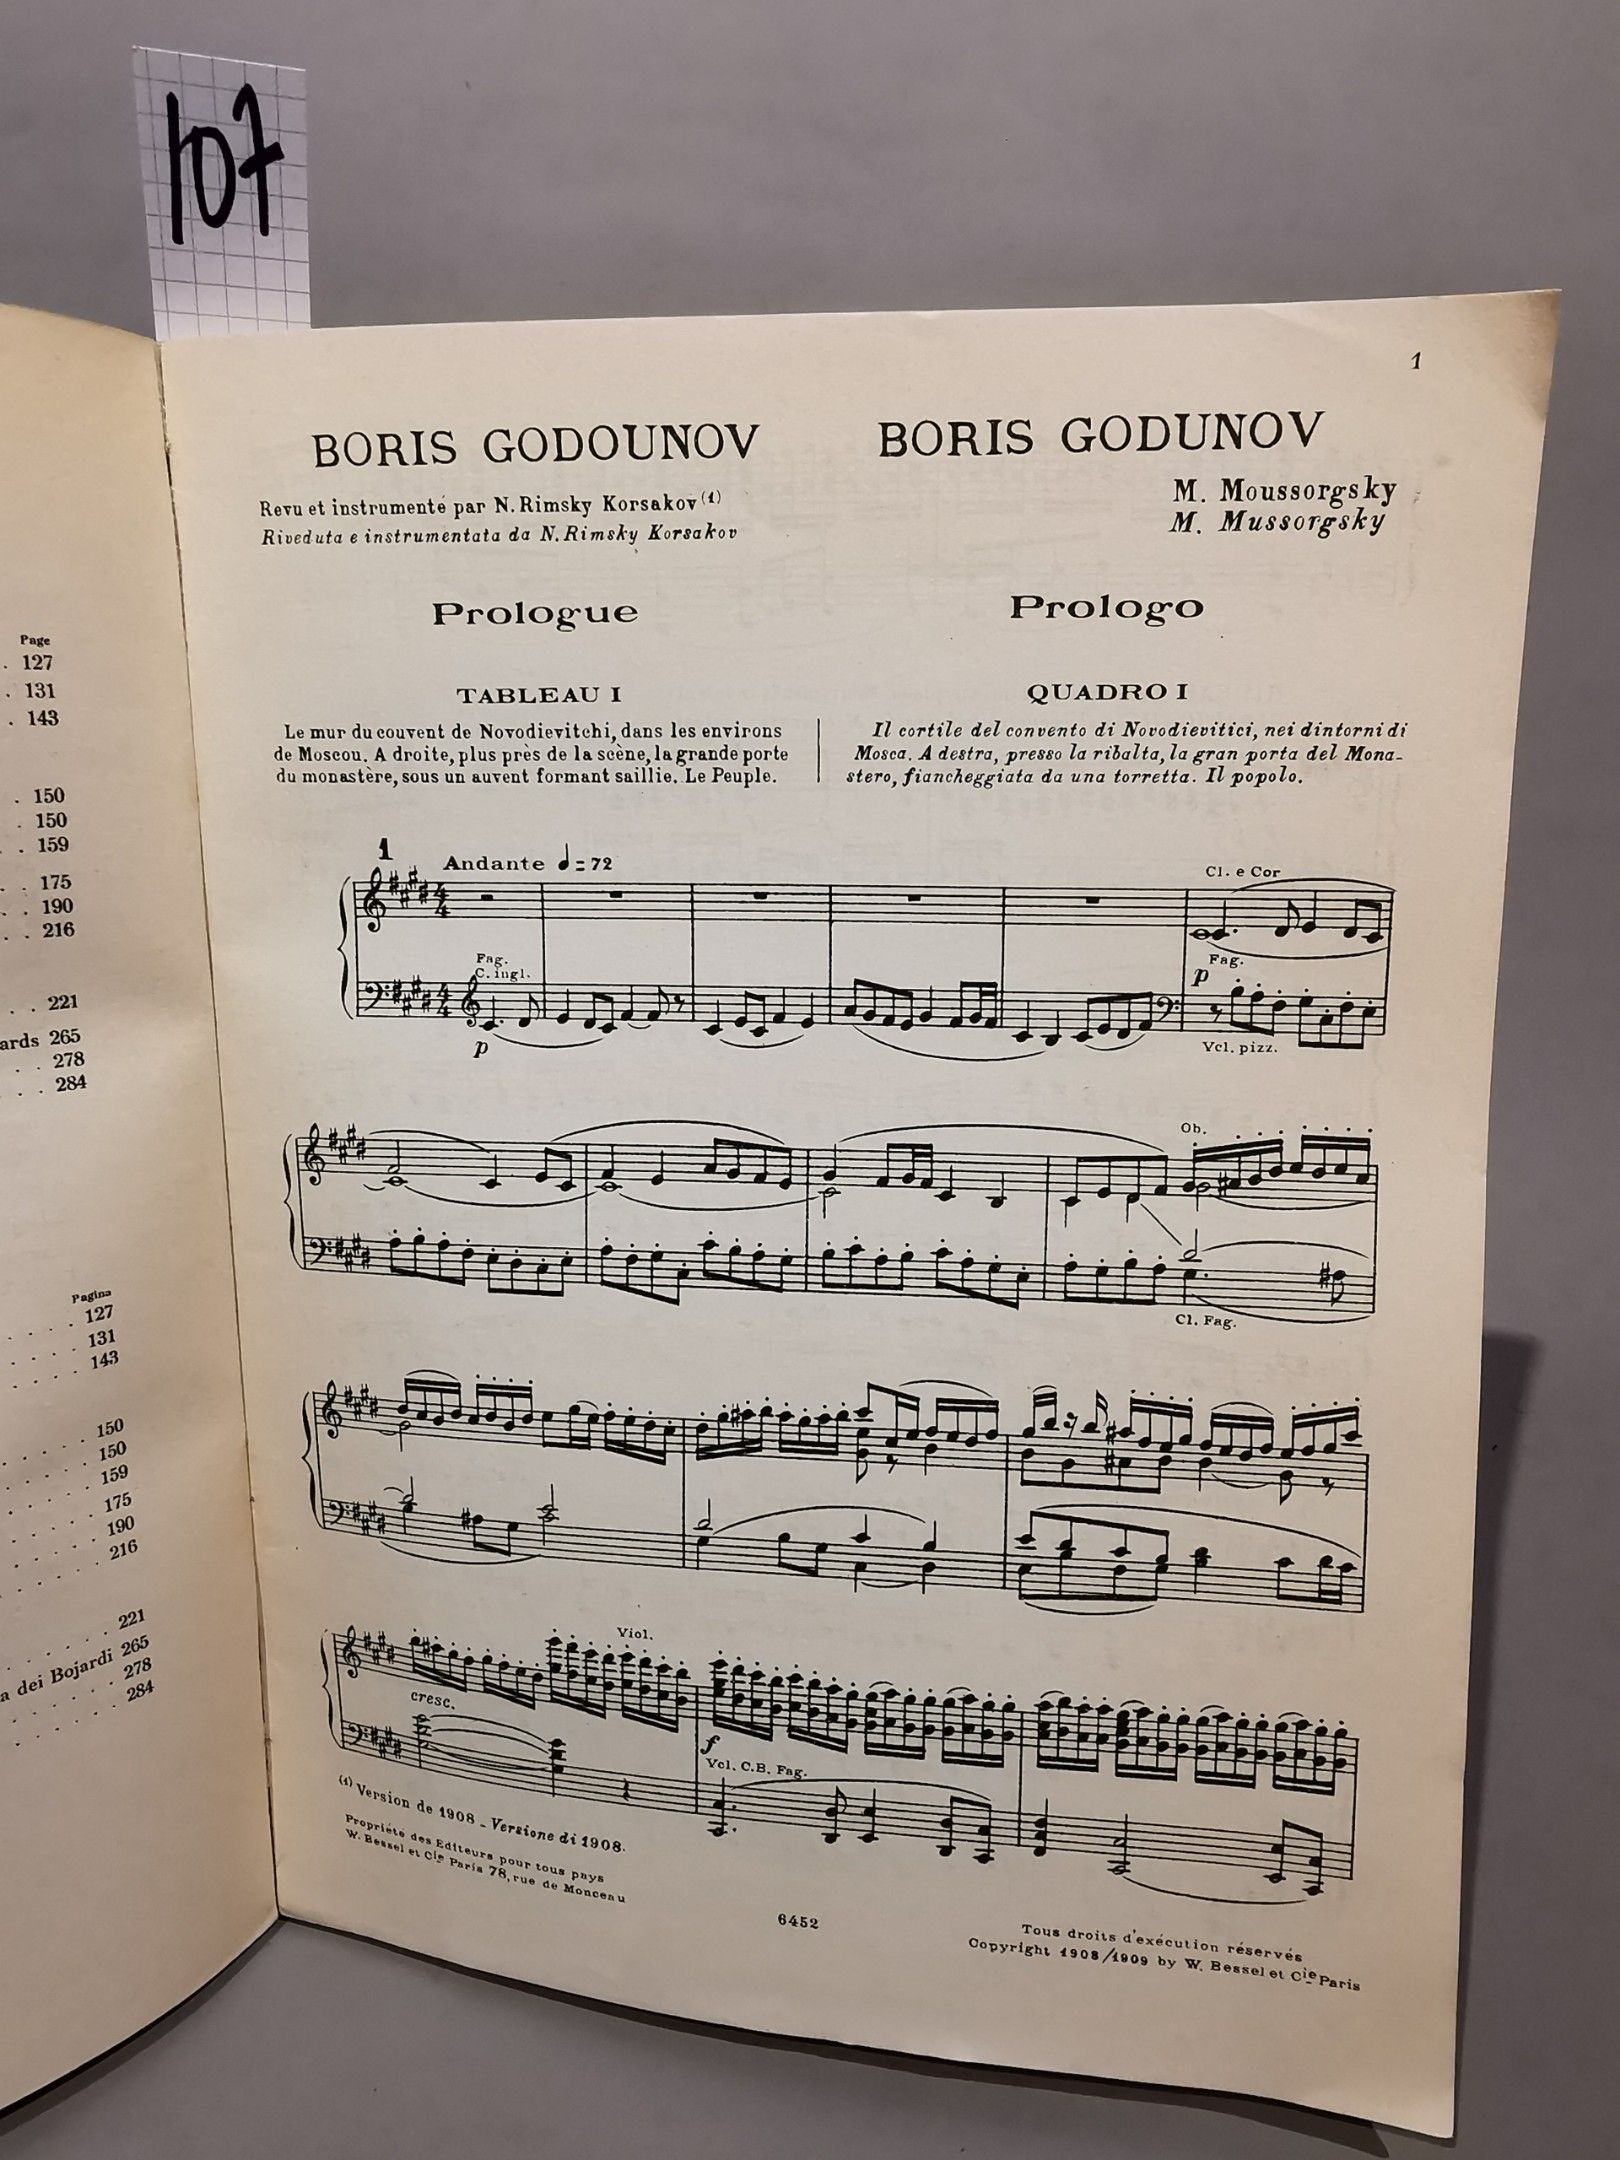 107
Page
. 127
. 131
. 143
. 150
. 150
. . 159
. . 175
. . 190
. . 216
. . 221
ards 265
. . 278
. . 284
Pagina
. . . . . 127
. . . . 131
. . . . 143
150
. . . . . 150
. . . . . 159
. . . . . 175
. . . . . 190
. . . . . 216
. . . . . 221
a dei Bojardi 265
. . . . . 278
. . . . . 284
1
BORIS GODOUNOV
BORIS GODUNOV
Revu et instrumenté par N. Rimsky Korsakov (1)
Riveduta e instrumentata da N. Rimsky Korsakov
M. Moussorgsky
M. Mussorgsky
Prologue
Prologo
TABLEAU I
QUADRO I
Le mur du couvent de Novodievitchi, dans les environs
de Moscou. A droite, plus près de la scène, la grande porte
du monastère, sous un auvent formant saillie. Le Peuple.
Il cortile del convento di Novodievitici, nei dintorni di
Mosca. A destra, presso la ribalta, la gran porta del Mona-
stero, fiancheggiata da una torretta. Il popolo.
1
Andante ♩ = 72
Cl. e Cor
Fag.
C. ingl.
Fag.
p
p
Vcl. pizz.
Ob.
Cl. Fag.
Viol.
cresc.
f
Vcl. C.B. Fag.
(1) Version de 1908 - Versione di 1908.
Propriété des Editeurs pour tous pays
W. Bessel et Cie Paris 78, rue de Monceau
6452
Tous droits d'exécution réservés
Copyright 1908/1909 by W. Bessel et Cie Paris